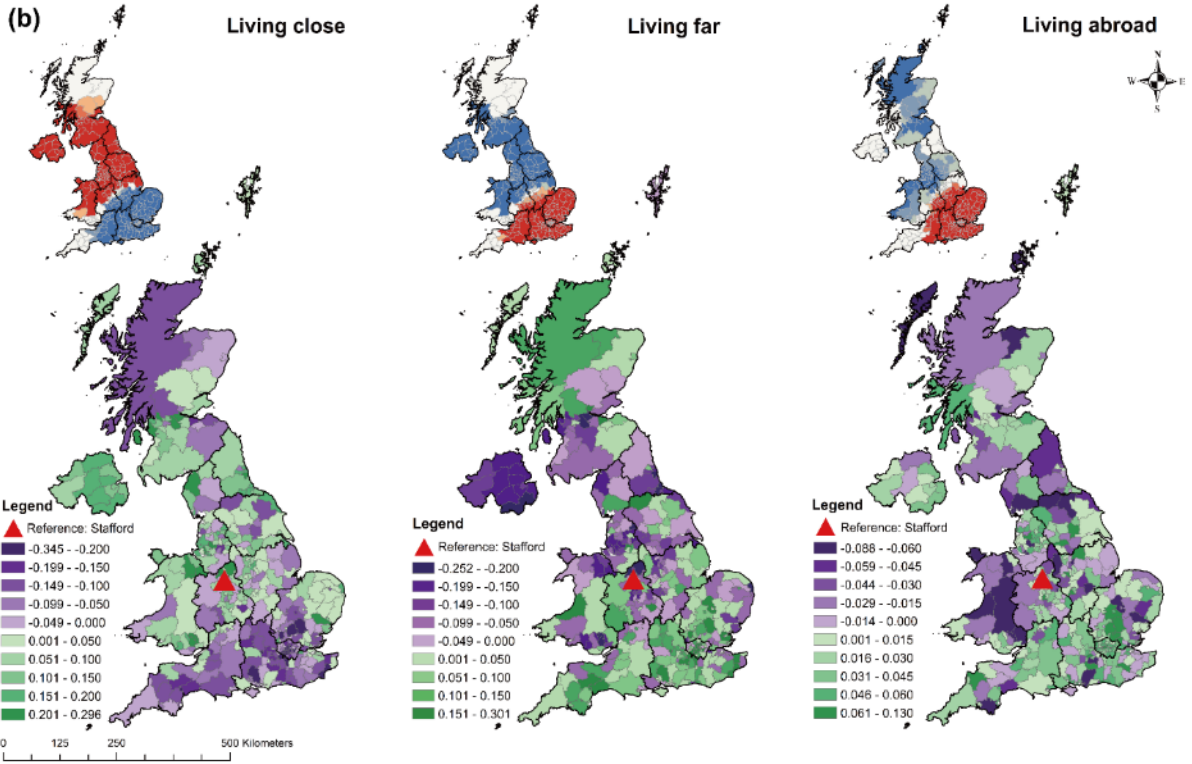 (b)
Living close
Living far
Living abroad
N
W E
S
Legend
Reference: Stafford
-0.345 - -0.200
-0.199 - -0.150
-0.149 - -0.100
-0.099 - -0.050
-0.049 - 0.000
0.001 - 0.050
0.051 - 0.100
0.101 - 0.150
0.151 - 0.200
0.201 - 0.296
0 125 250 500 Kilometers
Legend
Reference: Stafford
-0.252 - -0.200
-0.199 - -0.150
-0.149 - -0.100
-0.099 - -0.050
-0.049 - 0.000
0.001 - 0.050
0.051 - 0.100
0.101 - 0.150
0.151 - 0.301
Legend
Reference: Stafford
-0.088 - -0.060
-0.059 - -0.045
-0.044 - -0.030
-0.029 - -0.015
-0.014 - 0.000
0.001 - 0.015
0.016 - 0.030
0.031 - 0.045
0.046 - 0.060
0.061 - 0.130